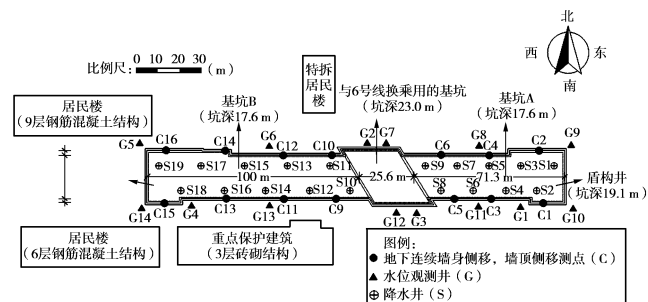 北
西
东
南
比例尺：
0 10 20 30 (m)
特拆
居民
楼
与6号线换乘用的基坑
(坑深23.0 m)
基坑A
(坑深17.6 m)
基坑B
(坑深17.6 m)
居民楼
(9层钢筋混凝土结构)
G5 C16 C14 G6 C12 C10 G2 G7 C6 G8 C4 C2 G9
S19 S17 S15 S13 S11 S9 S7 S5 S3 S1
100 m 25.6 m 71.3 m
盾构井
(坑深19.1 m)
S18 S16 S14 S12 S10 S8 S6 S4 S2
G14 C15 G4 C13 G13 C11 C9 G12 G3 C5 G11 C3 G1 C1 G10
居民楼
(6层钢筋混凝土结构)
重点保护建筑
(3层砖砌结构)
图例：
地下连续墙身侧移，墙顶侧移测点（C）
水位观测井（G）
降水井（S）